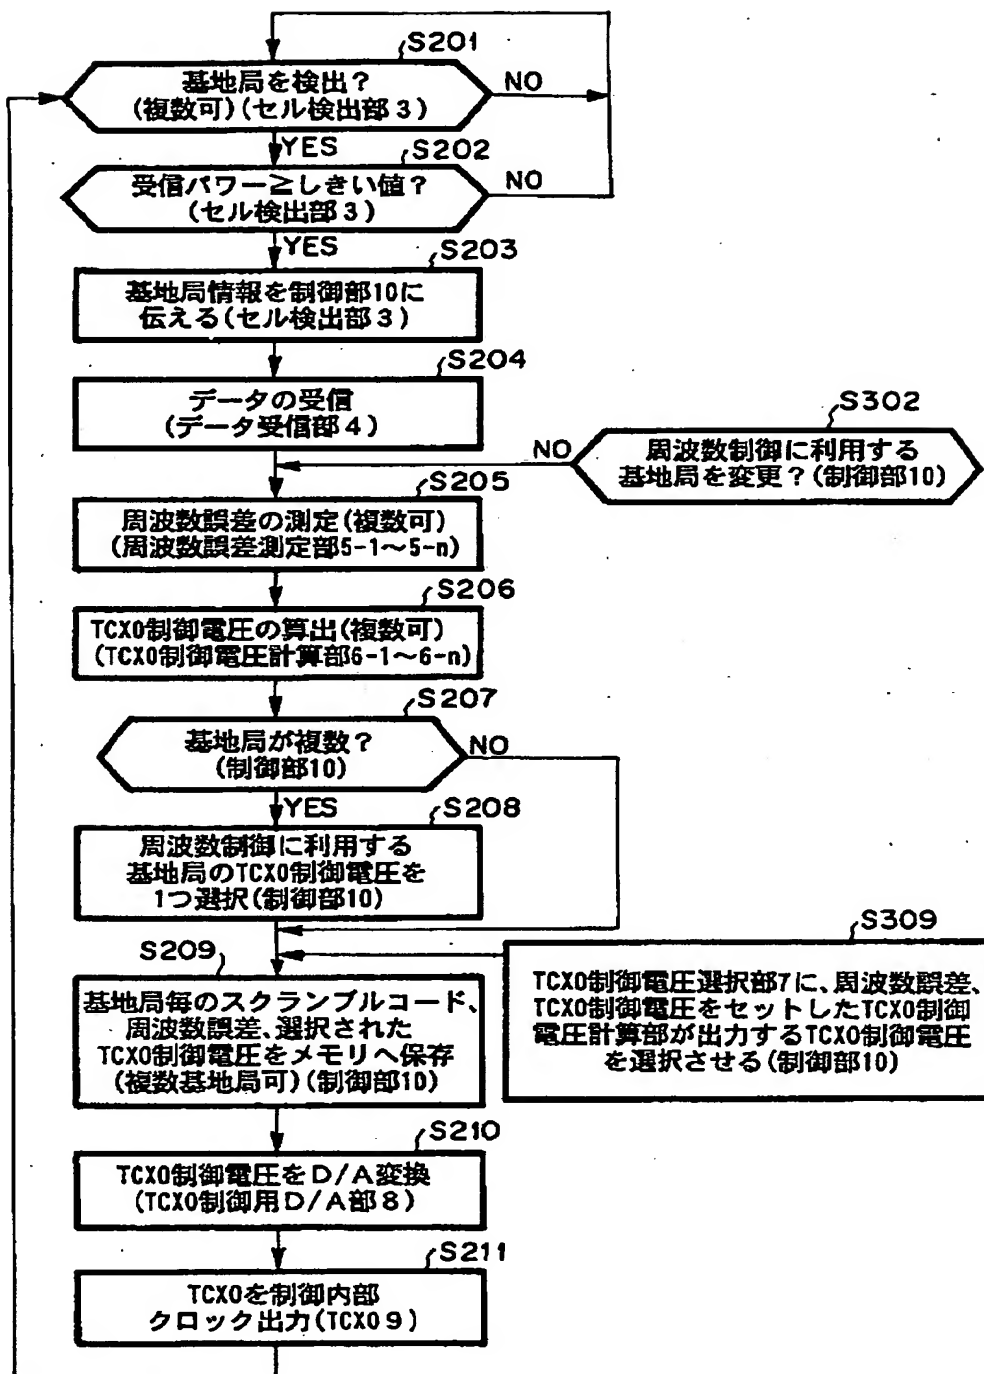 S201
基地局を検出?
(複数可)(セル検出部3)
NO
YES
S202
受信パワー≧しきい値?
(セル検出部3)
NO
YES
S203
基地局情報を制御部10に
伝える(セル検出部3)
S204
データの受信
(データ受信部4)
S302
周波数制御に利用する
基地局を変更?(制御部10)
NO
S205
周波数誤差の測定(複数可)
(周波数誤差測定部5-1~5-n)
S206
TCXO制御電圧の算出(複数可)
(TCXO制御電圧計算部6-1~6-n)
S207
基地局が複数?
(制御部10)
NO
YES
S208
周波数制御に利用する
基地局のTCXO制御電圧を
1つ選択(制御部10)
S209
基地局毎のスクランブルコード、
周波数誤差、選択された
TCXO制御電圧をメモリへ保存
(複数基地局可)(制御部10)
S309
TCXO制御電圧選択部7に、周波数誤差、
TCXO制御電圧をセットしたTCXO制御
電圧計算部が出力するTCXO制御電圧
を選択させる(制御部10)
S210
TCXO制御電圧をD/A変換
(TCXO制御用D/A部8)
S211
TCXOを制御内部
クロック出力(TCXO9)